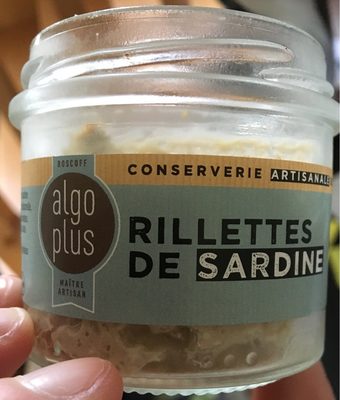 ROSCOFF
algo
plus
MAÎTRE
ARTISAN
CONSERVERIE ARTISANALE
RILLETTES
DE SARDINE